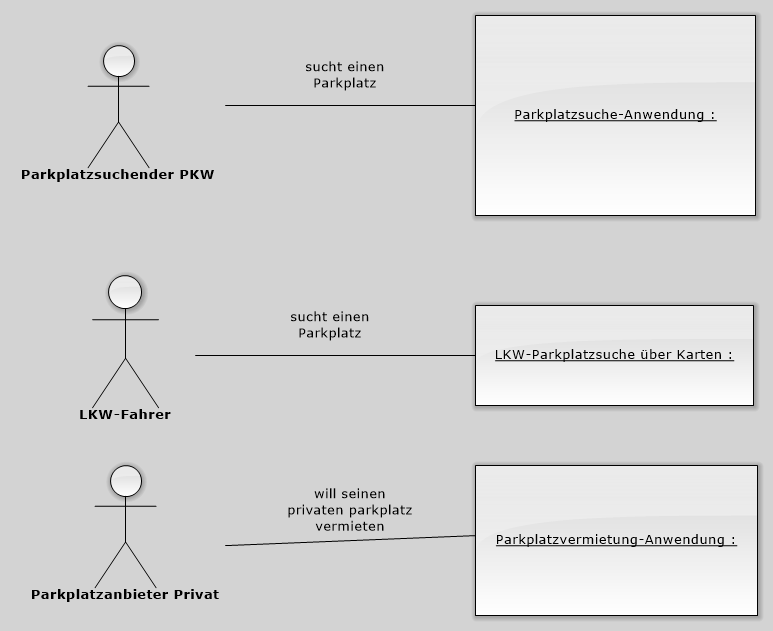 sucht einen
Parkplatz
Parkplatzsuche-Anwendung :
Parkplatzsuchender PKW
sucht einen
Parkplatz
LKW-Parkplatzsuche über Karten :
LKW-Fahrer
will seinen
privaten parkplatz
vermieten
Parkplatzvermietung-Anwendung :
Parkplatzanbieter Privat